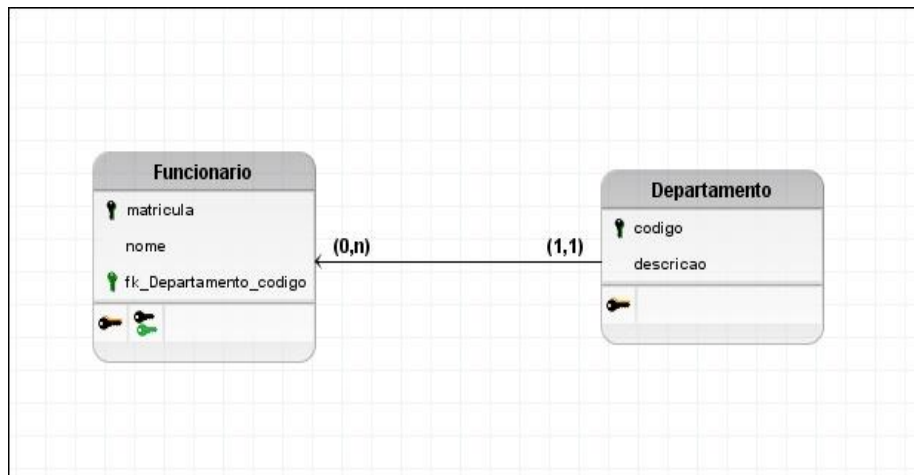 Funcionario
matricula
nome
fk_Departamento_codigo
(0,n)
(1,1)
Departamento
codigo
descricao